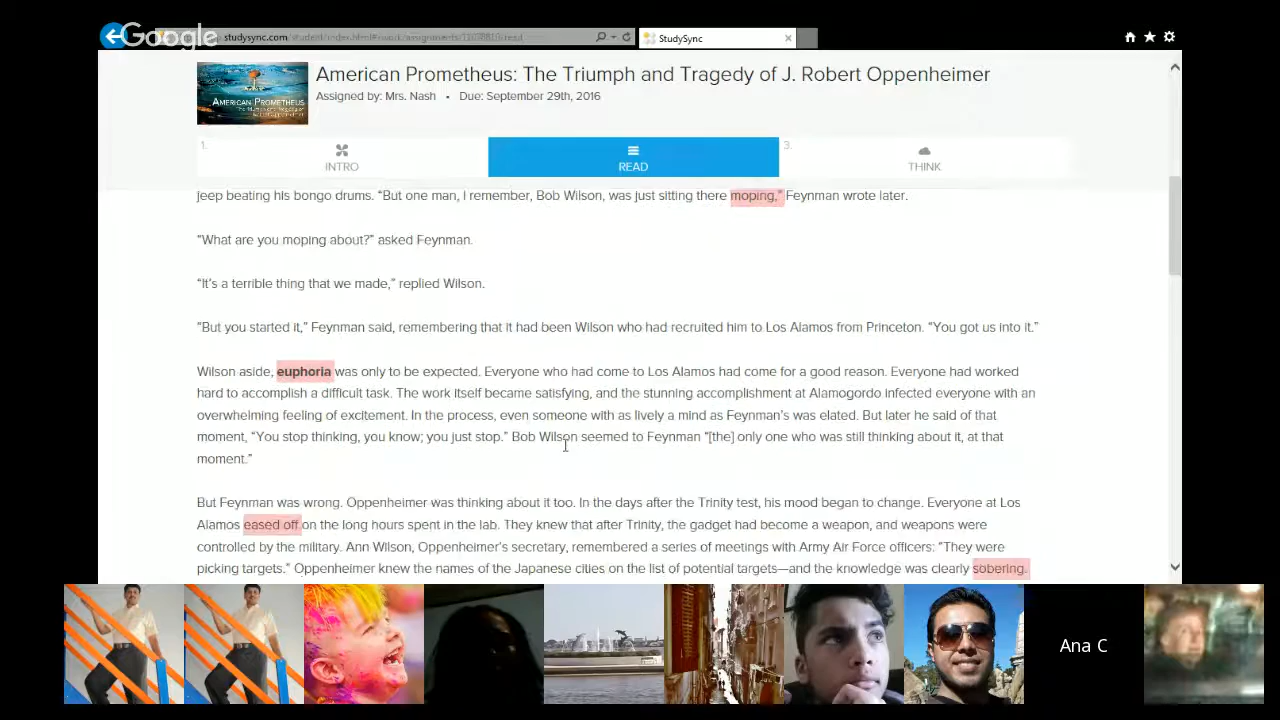 Google
studysync.com
StudySync
American Prometheus: The Triumph and Tragedy of J. Robert Oppenheimer
Assigned by: Mrs. Nash • Due: September 29th, 2016
AMERICAN PROMETHEUS
1.
INTRO
READ
3.
THINK
jeep beating his bongo drums. “But one man, I remember, Bob Wilson, was just sitting there moping,” Feynman wrote later.
“What are you moping about?” asked Feynman.
“It’s a terrible thing that we made,” replied Wilson.
“But you started it,” Feynman said, remembering that it had been Wilson who had recruited him to Los Alamos from Princeton. “You got us into it.”
Wilson aside, euphoria was only to be expected. Everyone who had come to Los Alamos had come for a good reason. Everyone had worked
hard to accomplish a difficult task. The work itself became satisfying, and the stunning accomplishment at Alamogordo infected everyone with an
overwhelming feeling of excitement. In the process, even someone with as lively a mind as Feynman’s was elated. But later he said of that
moment, “You stop thinking, you know; you just stop.” Bob Wilson seemed to Feynman “[the] only one who was still thinking about it, at that
moment.”
But Feynman was wrong. Oppenheimer was thinking about it too. In the days after the Trinity test, his mood began to change. Everyone at Los
Alamos eased off on the long hours spent in the lab. They knew that after Trinity, the gadget had become a weapon, and weapons were
controlled by the military. Ann Wilson, Oppenheimer’s secretary, remembered a series of meetings with Army Air Force officers: “They were
picking targets.” Oppenheimer knew the names of the Japanese cities on the list of potential targets—and the knowledge was clearly sobering.
Ana C